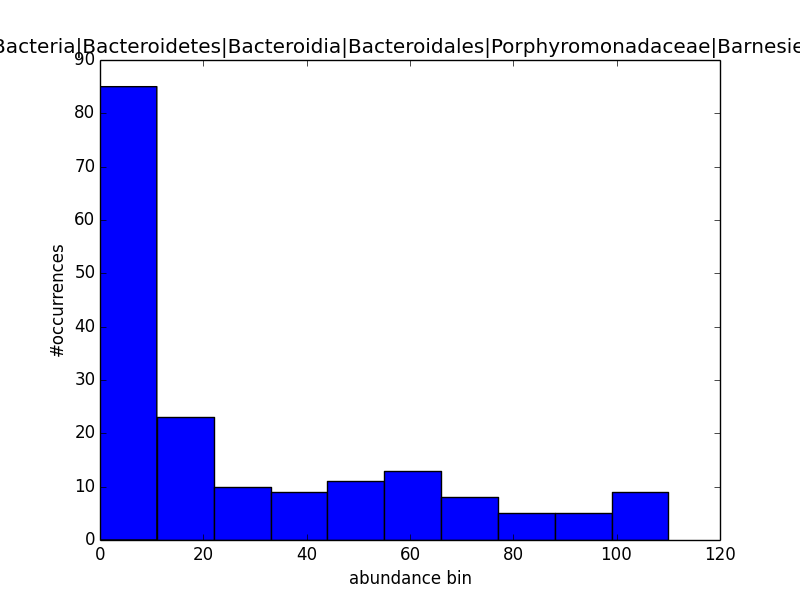 Bacteria|Bacteroidetes|Bacteroidia|Bacteroidales|Porphyromonadaceae|Barnesie
90
80
70
60
50
40
30
20
10
0
#occurrences
0 20 40 60 80 100 120
abundance bin